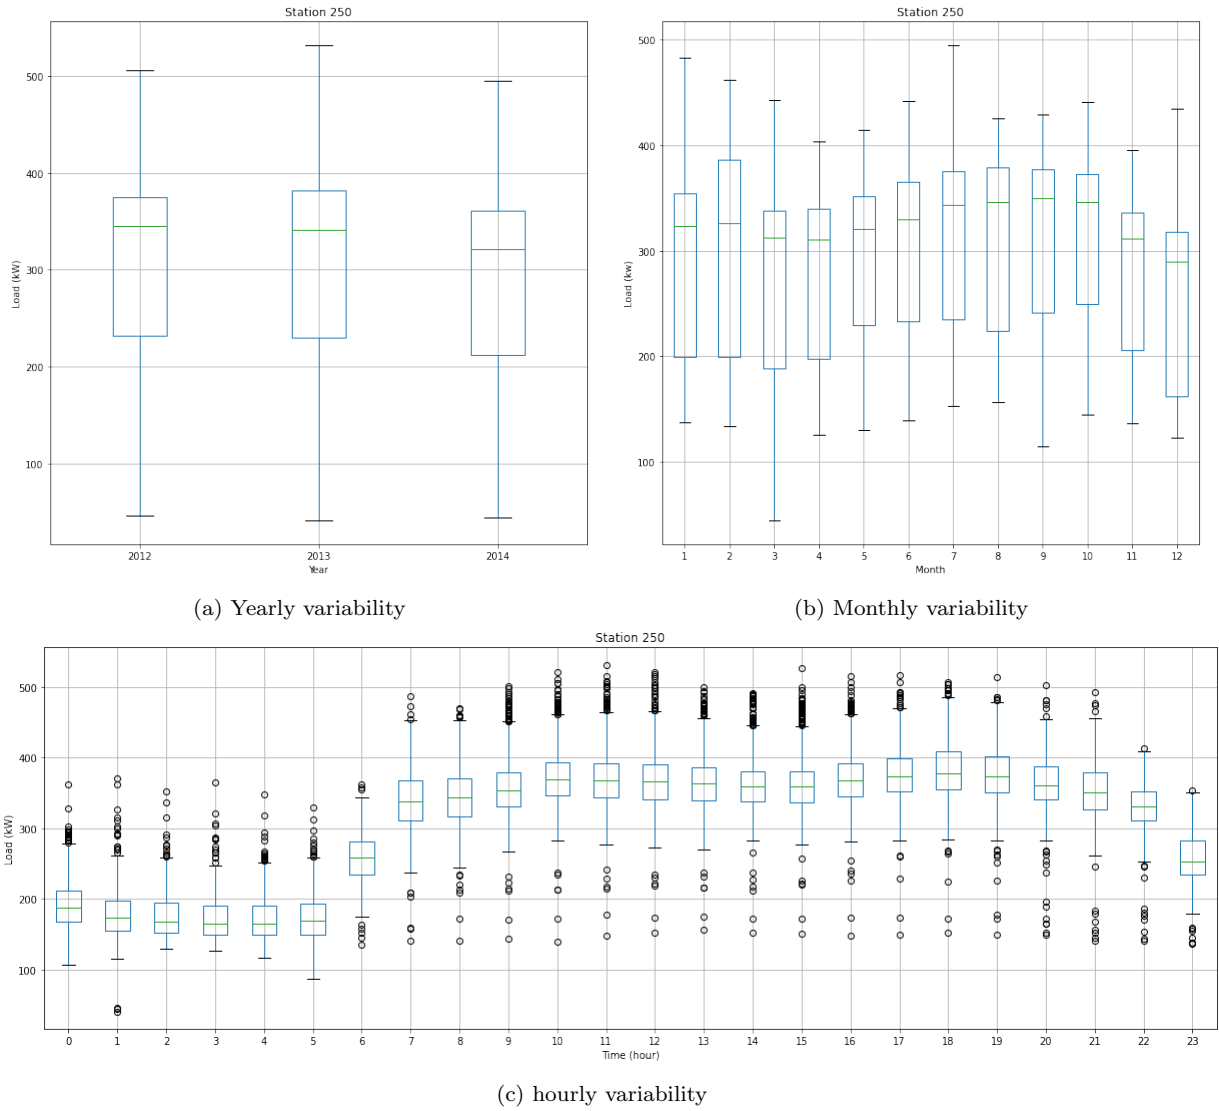 Station 250
Load (kW)
500
400
300
200
100
2012 2013 2014
Year
(a) Yearly variability
Station 250
Load (kw)
500
400
300
200
100
1 2 3 4 5 6 7 8 9 10 11 12
Month
(b) Monthly variability
Station 250
Load (kW)
500
400
300
200
100
0 1 2 3 4 5 6 7 8 9 10 11 12 13 14 15 16 17 18 19 20 21 22 23
Time (hour)
(c) hourly variability